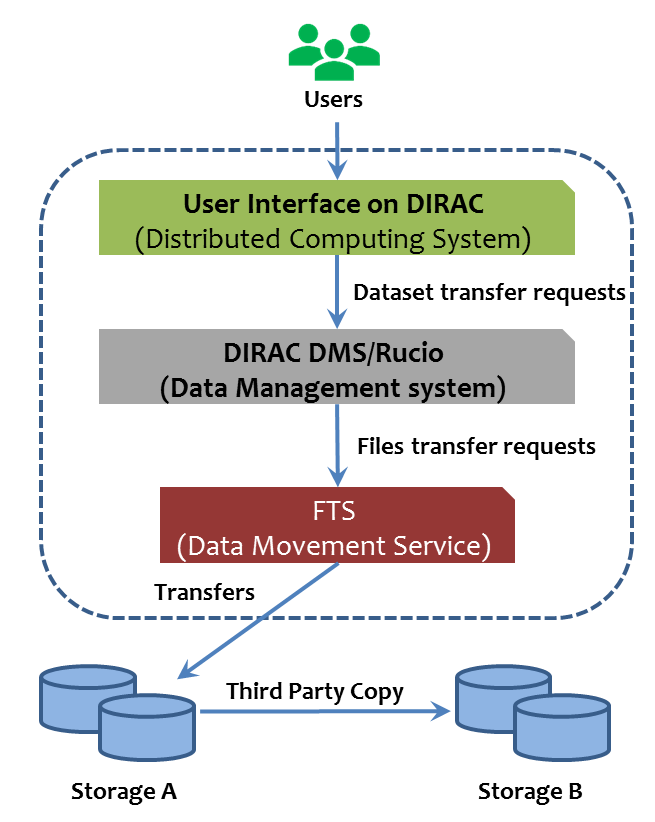 Users
User Interface on DIRAC
(Distributed Computing System)
Dataset transfer requests
DIRAC DMS/Rucio
(Data Management system)
Files transfer requests
FTS
(Data Movement Service)
Transfers
Third Party Copy
Storage A
Storage B